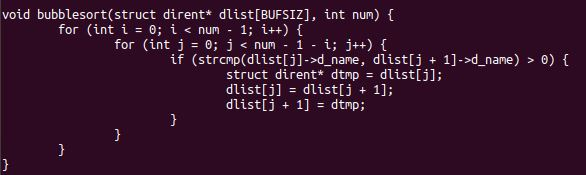 void bubblesort(struct dirent* dlist[BUFSIZ], int num) {
        for (int i = 0; i < num - 1; i++) {
                for (int j = 0; j < num - 1 - i; j++) {
                        if (strcmp(dlist[j]->d_name, dlist[j + 1]->d_name) > 0) {
                                struct dirent* dtmp = dlist[j];
                                dlist[j] = dlist[j + 1];
                                dlist[j + 1] = dtmp;
                        }
                }
        }
}